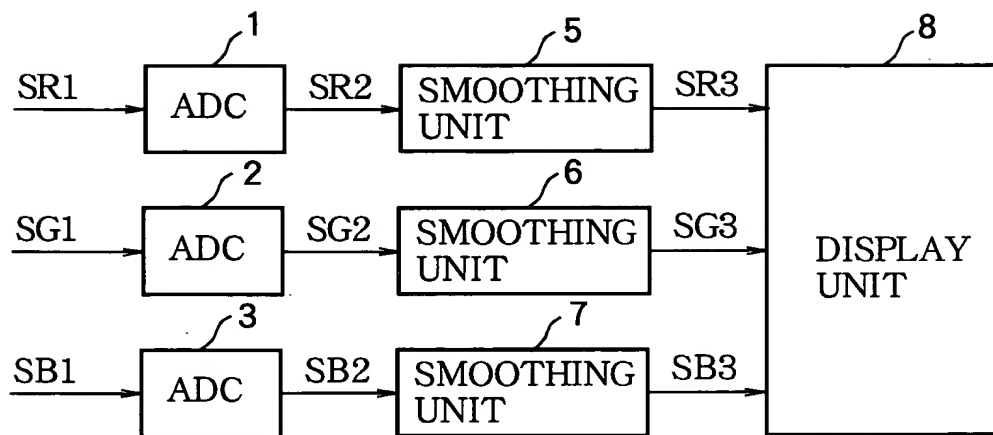 1 5 8
SR1 ADC SR2 SMOOTHING UNIT SR3
2 6
SG1 ADC SG2 SMOOTHING UNIT SG3
DISPLAY UNIT
3 7
SB1 ADC SB2 SMOOTHING UNIT SB3